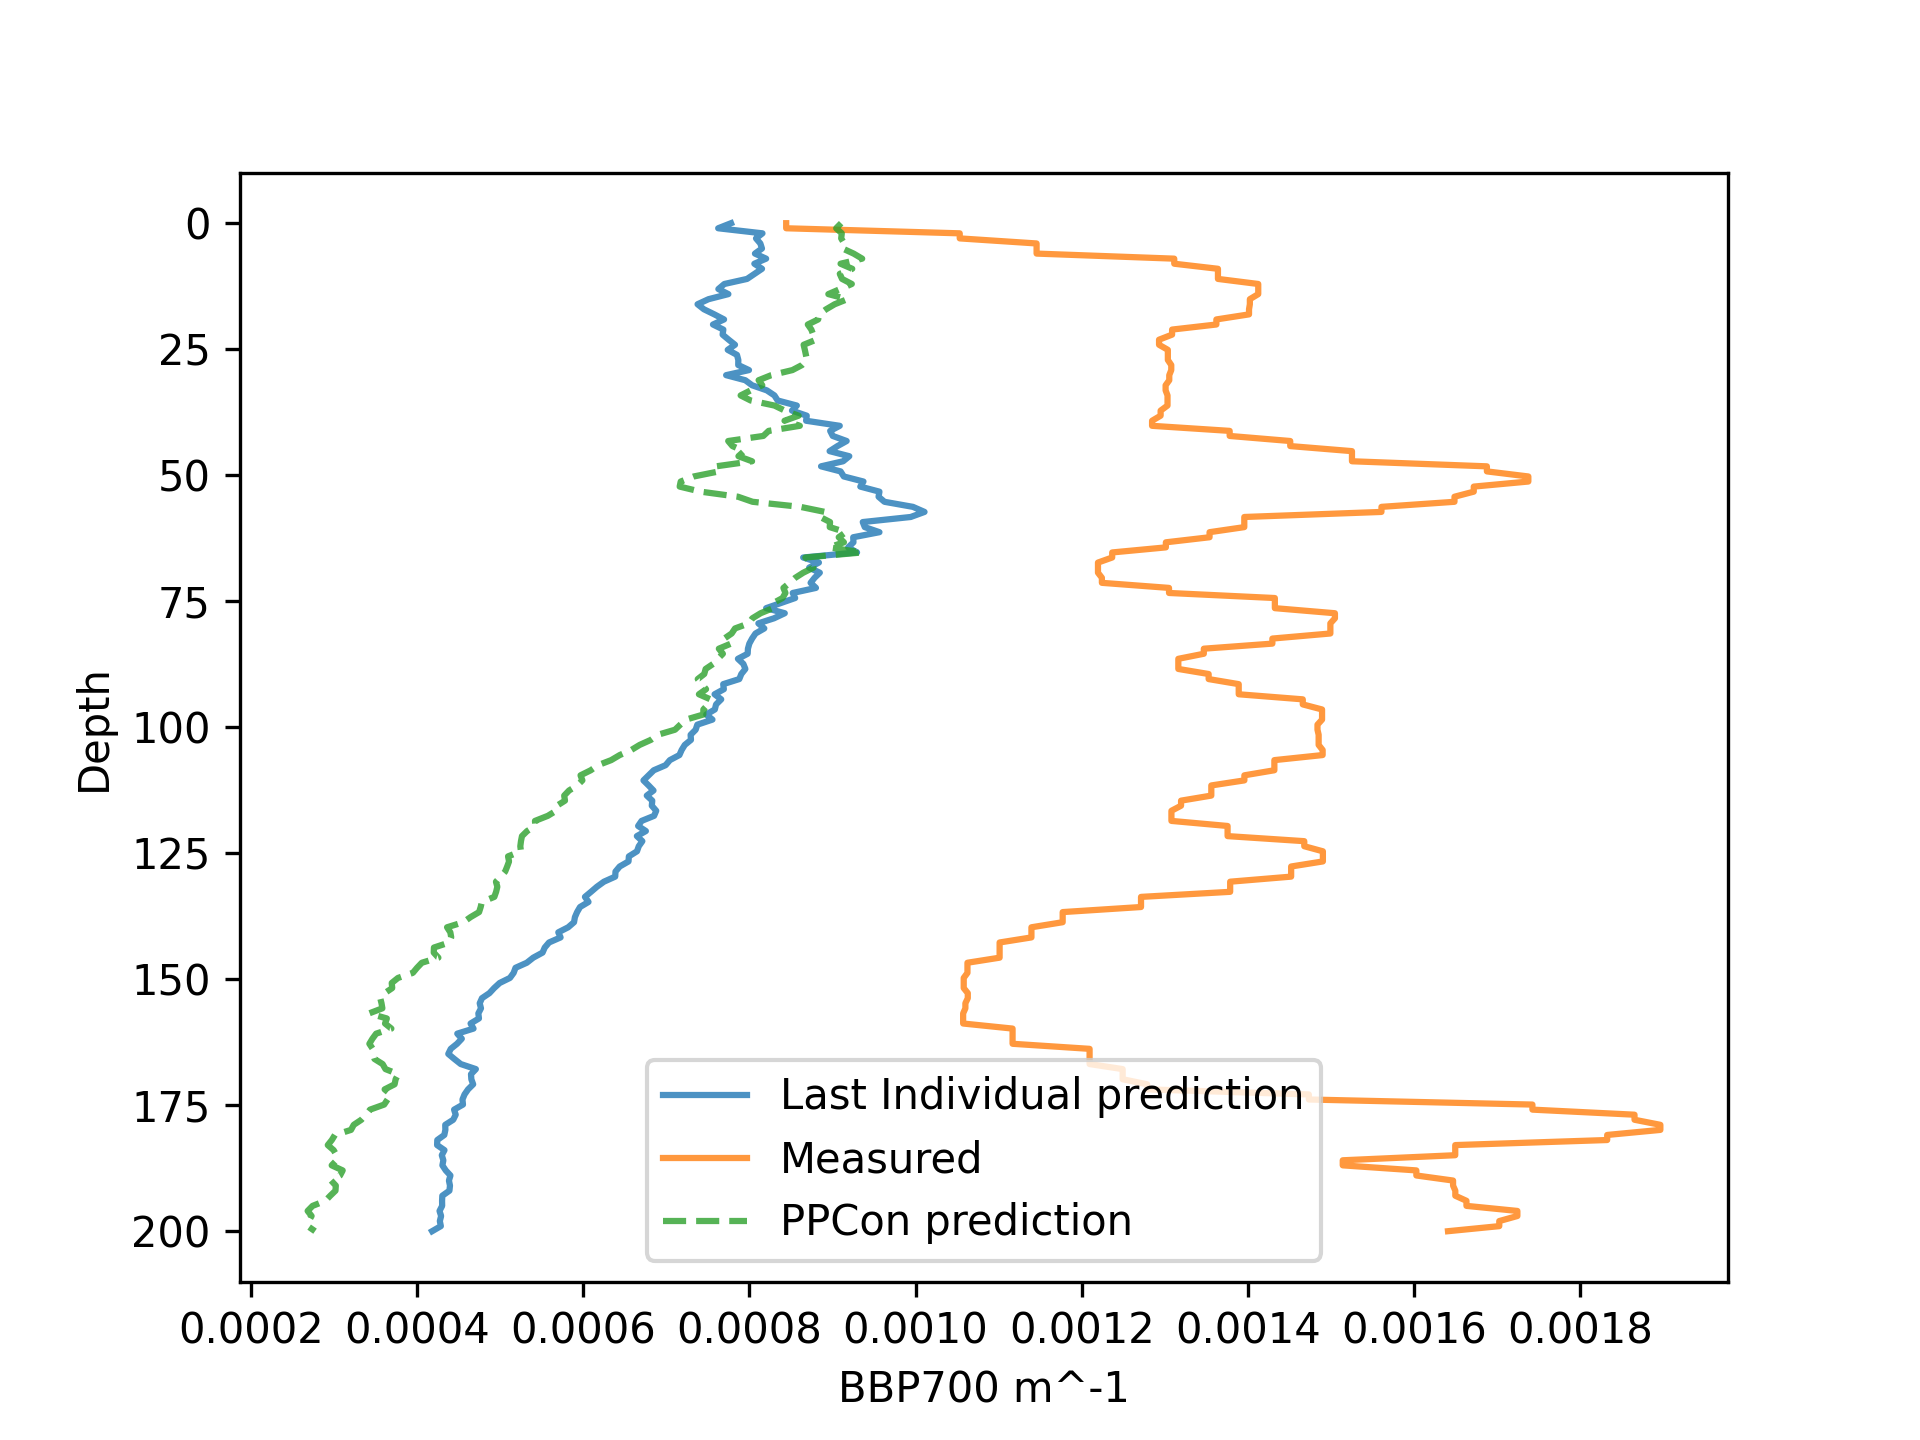 0
25
50
75
100
125
150
175
200
Depth
Last Individual prediction
Measured
PPCon prediction
0.0002 0.0004 0.0006 0.0008 0.0010 0.0012 0.0014 0.0016 0.0018
BBP700 m^-1